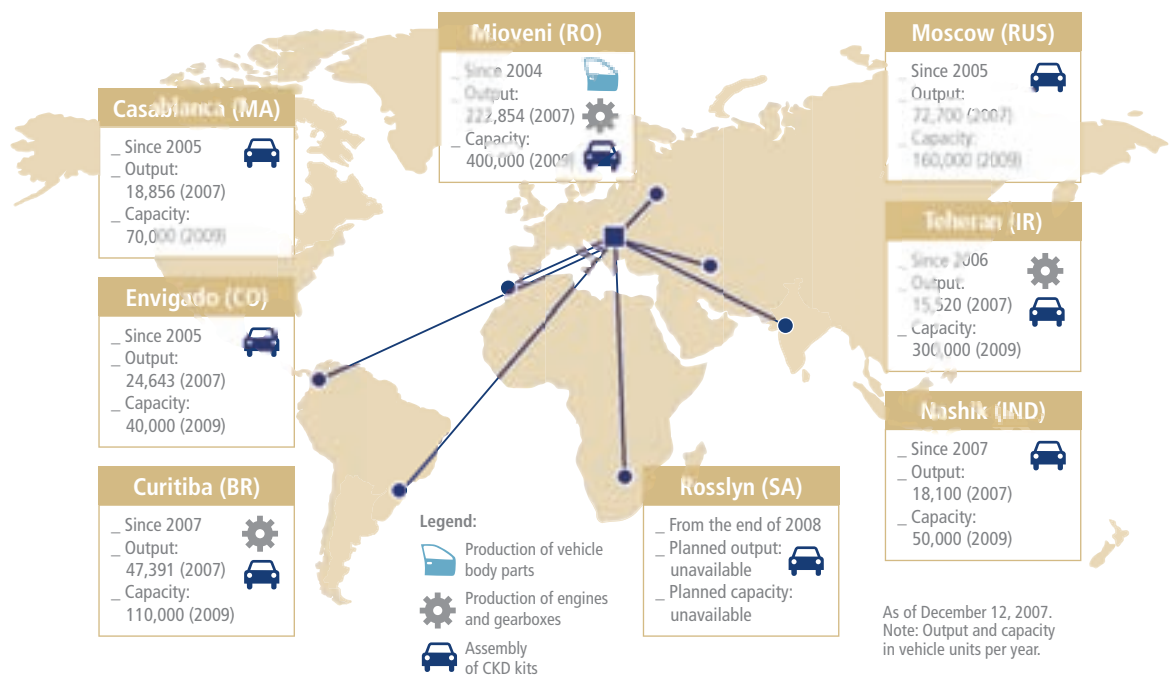 Mioveni (RO)
_ Since 2004
_ Output:
222,854 (2007)
_ Capacity:
400,000 (2009)
Moscow (RUS)
_ Since 2005
_ Output:
72,700 (2007)
_ Capacity:
160,000 (2009)
Casablanca (MA)
_ Since 2005
_ Output:
18,856 (2007)
_ Capacity:
70,000 (2009)
Teheran (IR)
_ Since 2006
_ Output:
15,520 (2007)
_ Capacity:
300,000 (2009)
Envigado (CO)
_ Since 2005
_ Output:
24,643 (2007)
_ Capacity:
40,000 (2009)
Nashik (IND)
_ Since 2007
_ Output:
18,100 (2007)
_ Capacity:
50,000 (2009)
Curitiba (BR)
_ Since 2007
_ Output:
47,391 (2007)
_ Capacity:
110,000 (2009)
Legend:
Production of vehicle
body parts
Production of engines
and gearboxes
Assembly
of CKD kits
Rosslyn (SA)
_ From the end of 2008
_ Planned output:
unavailable
_ Planned capacity:
unavailable
As of December 12, 2007.
Note: Output and capacity
in vehicle units per year.